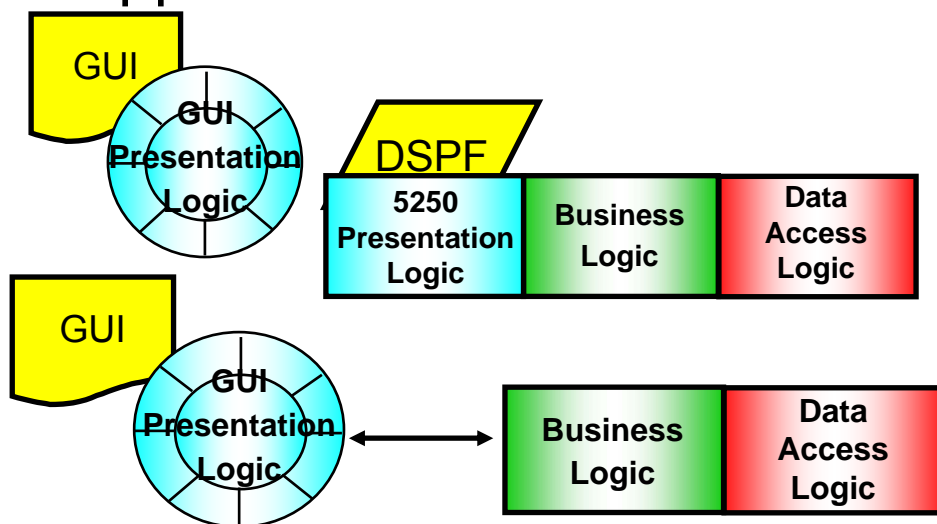 GUI
GUI
Presentation
Logic
DSPF
5250
Presentation
Logic
Business
Logic
Data
Access
Logic
GUI
GUI
Presentation
Logic
Business
Logic
Data
Access
Logic